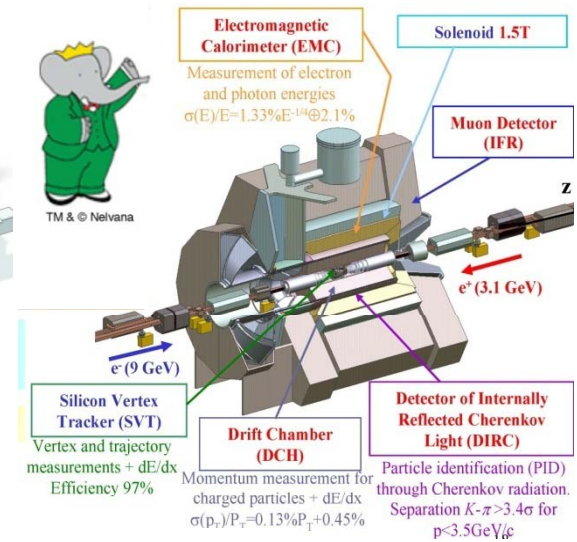 Electromagnetic
Calorimeter (EMC)
Measurement of electron
and photon energies
σ(E)/E=1.33%E⁻¹/⁴⊕2.1%
Solenoid 1.5T
Muon Detector
(IFR)
TM & © Nelvana
z
e⁺ (3.1 GeV)
e⁻ (9 GeV)
Silicon Vertex
Tracker (SVT)
Vertex and trajectory
measurements + dE/dx
Efficiency 97%
Drift Chamber
(DCH)
Momentum measurement for
charged particles + dE/dx
σ(p_T)/P_T=0.13%P_T+0.45%
Detector of Internally
Reflected Cherenkov
Light (DIRC)
Particle identification (PID)
through Cherenkov radiation.
Separation K-π>3.4σ for
p<3.5GeV/c